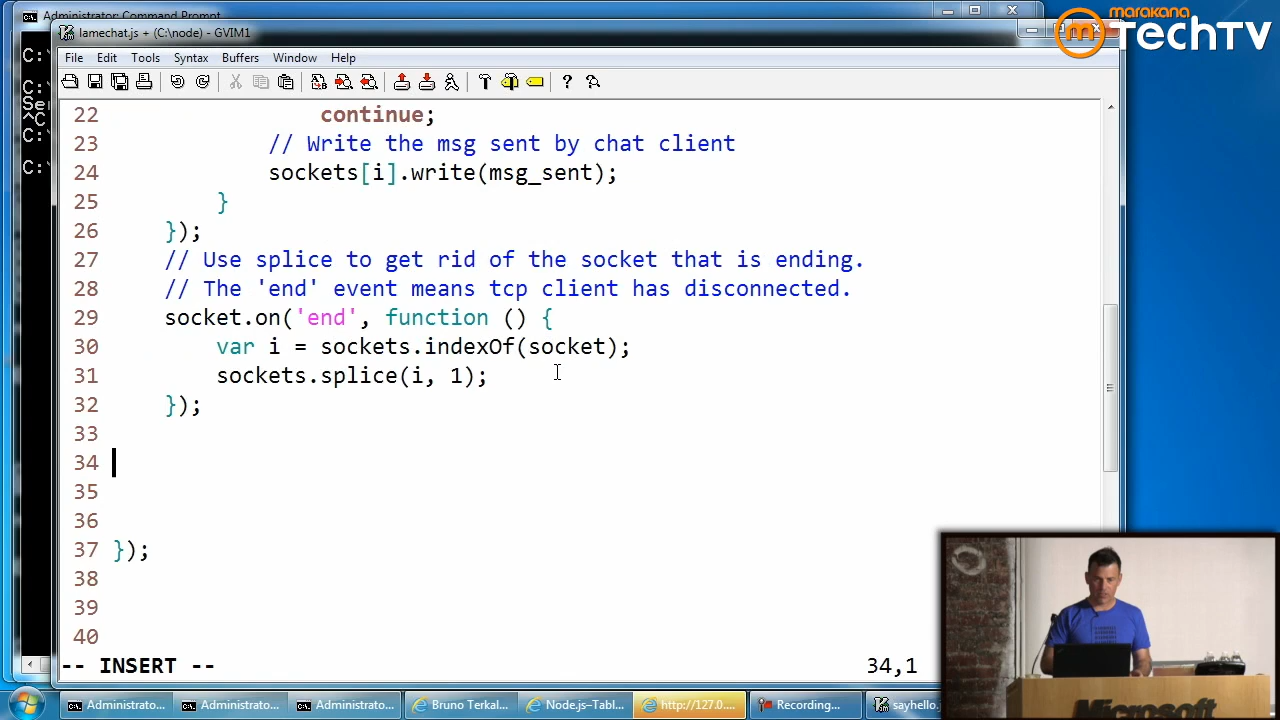 Administrator: Command Prompt
marakana
TechTV
lamechat.js + (C:\node) - GVIM1
File Edit Tools Syntax Buffers Window Help
C:\
C:\
Ser
^C
C:\
C:\
22 continue;
23 // Write the msg sent by chat client
24 sockets[i].write(msg_sent);
25 }
26 });
27 // Use splice to get rid of the socket that is ending.
28 // The 'end' event means tcp client has disconnected.
29 socket.on('end', function () {
30 var i = sockets.indexOf(socket);
31 sockets.splice(i, 1);
32 });
33
34
35
36
37 });
38
39
40
-- INSERT -- 34,1
Administrato... Administrato... Administrato... Bruno Terkal... Node.js–Tabl... http://127.0.... Recording... sayhello.
Microsoft